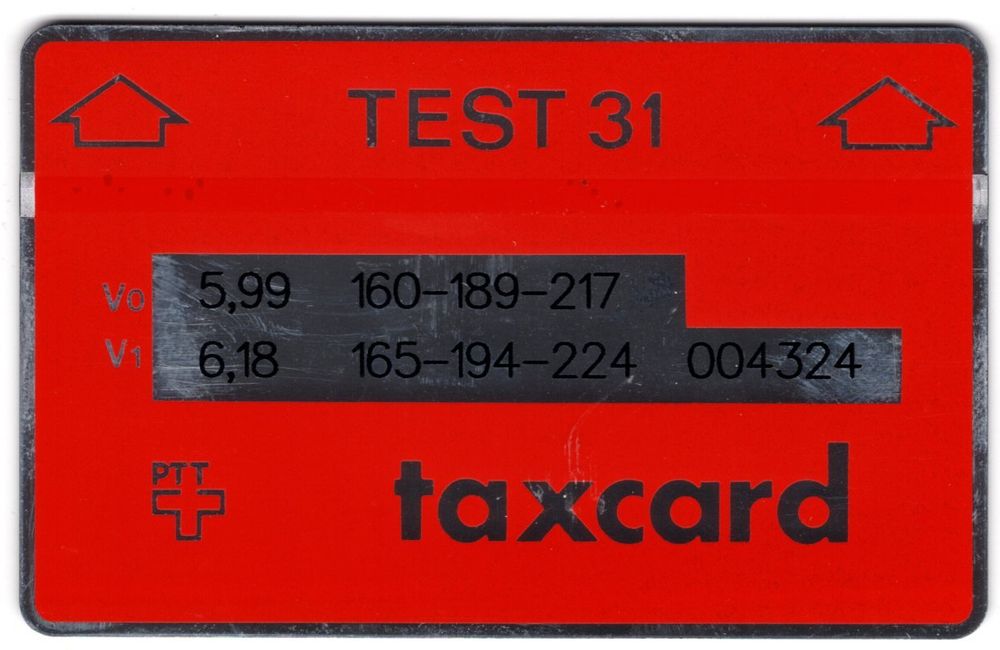 TEST 31
V0 5,99 160-189-217
V1 6,18 165-194-224 004324
PTT
taxcard